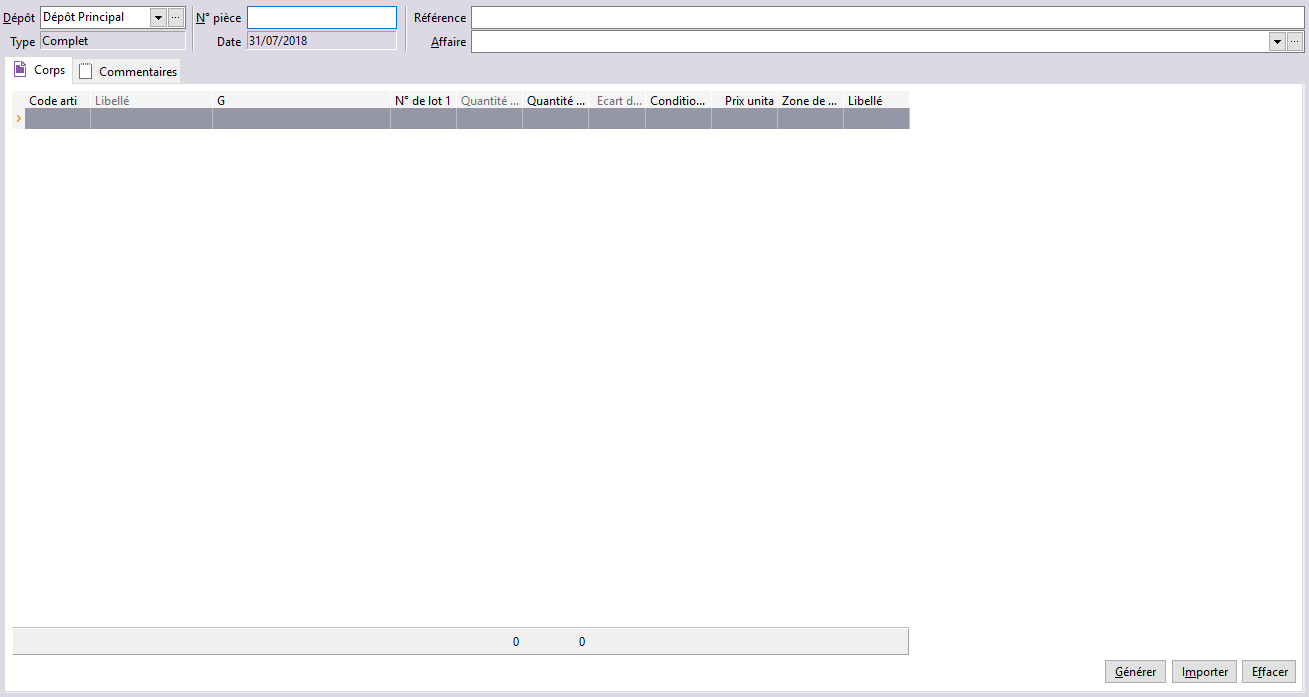 Dépôt Dépôt Principal ... N° pièce Référence
Type Complet Date 31/07/2018 Affaire ...
Corps Commentaires
Code arti Libellé G N° de lot 1 Quantité ... Quantité ... Ecart d... Conditio... Prix unita Zone de ... Libellé
0 0
Générer Importer Effacer